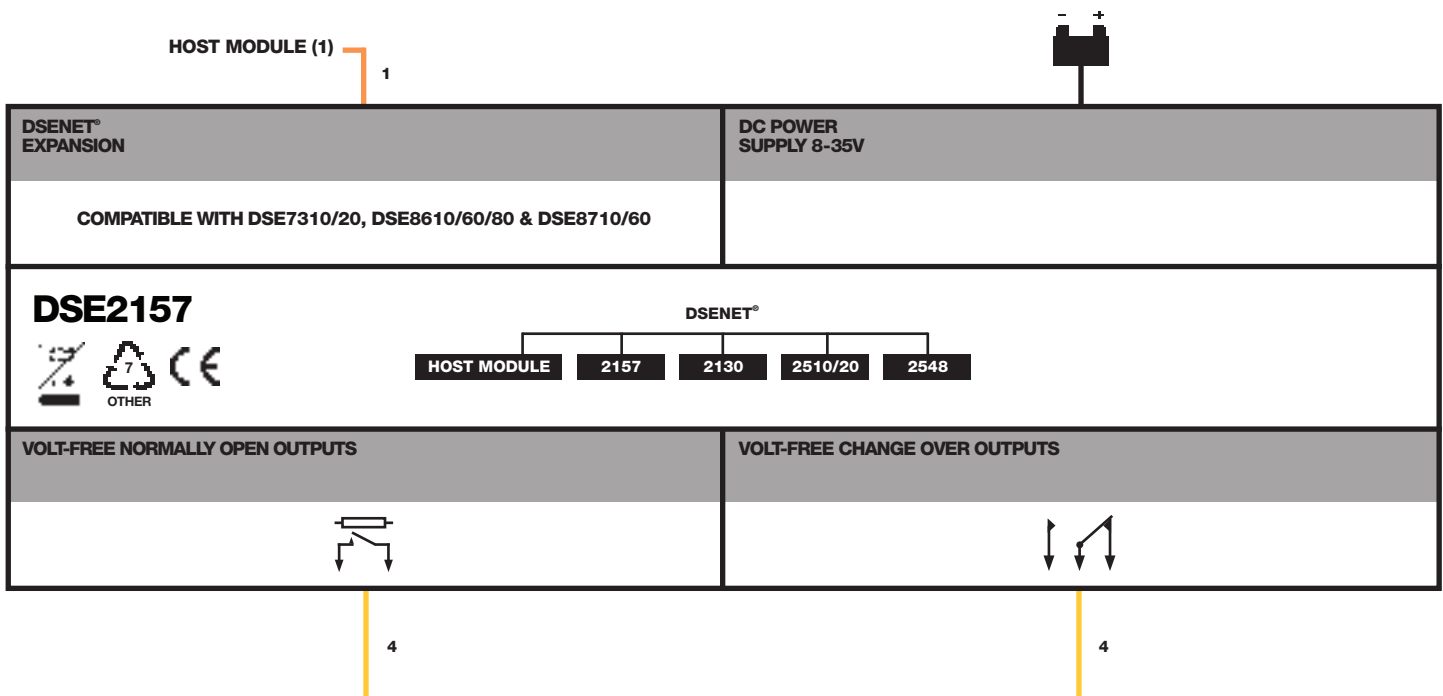 - +
HOST MODULE (1)
1
DSENET®
EXPANSION
DC POWER
SUPPLY 8-35V
COMPATIBLE WITH DSE7310/20, DSE8610/60/80 & DSE8710/60
DSE2157
7
OTHER
CE
DSENET®
HOST MODULE
2157
2130
2510/20
2548
VOLT-FREE NORMALLY OPEN OUTPUTS
VOLT-FREE CHANGE OVER OUTPUTS
4
4